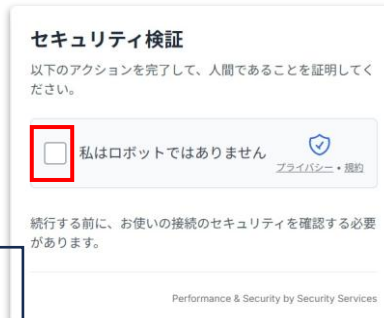 セキュリティ検証
以下のアクションを完了して、人間であることを証明してく
ださい。
私はロボットではありません
プライバシー • 規約
続行する前に、お使いの接続のセキュリティを確認する必要
があります。
Performance & Security by Security Services